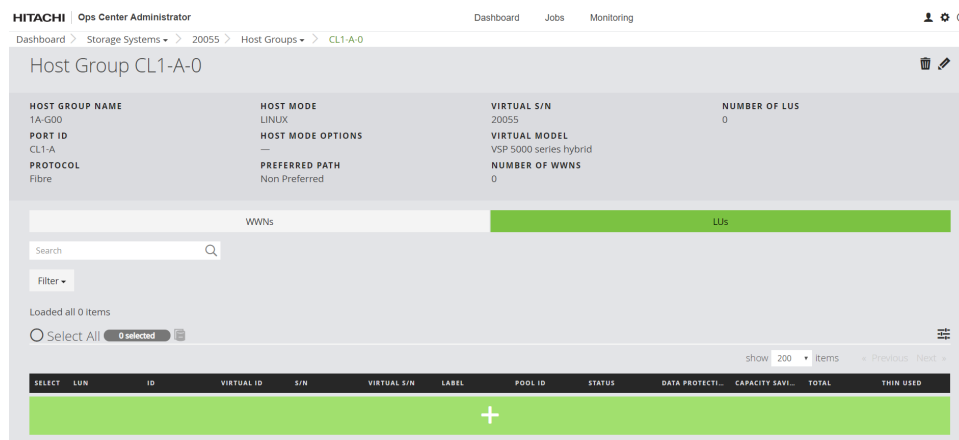 HITACHI Ops Center Administrator Dashboard Jobs Monitoring
Dashboard Storage Systems 20055 Host Groups CL1-A-0
Host Group CL1-A-0
HOST GROUP NAME HOST MODE VIRTUAL S/N NUMBER OF LUS
1A-G00 LINUX 20055 0
PORT ID HOST MODE OPTIONS VIRTUAL MODEL
CL1-A — VSP 5000 series hybrid
PROTOCOL PREFERRED PATH NUMBER OF WWNS
Fibre Non Preferred 0
WWNs LUs
Search
Filter
Loaded all 0 items
Select All 0 selected
show 200 items « Previous Next »
SELECT LUN ID VIRTUAL ID S/N VIRTUAL S/N LABEL POOL ID STATUS DATA PROTECTI... CAPACITY SAVI... TOTAL THIN USED